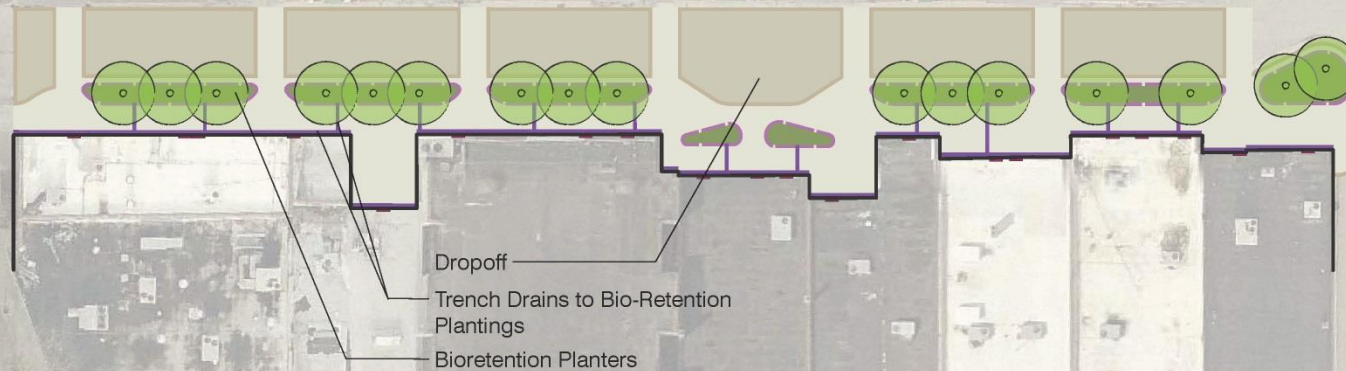 Dropoff
Trench Drains to Bio-Retention
Plantings
Bioretention Planters